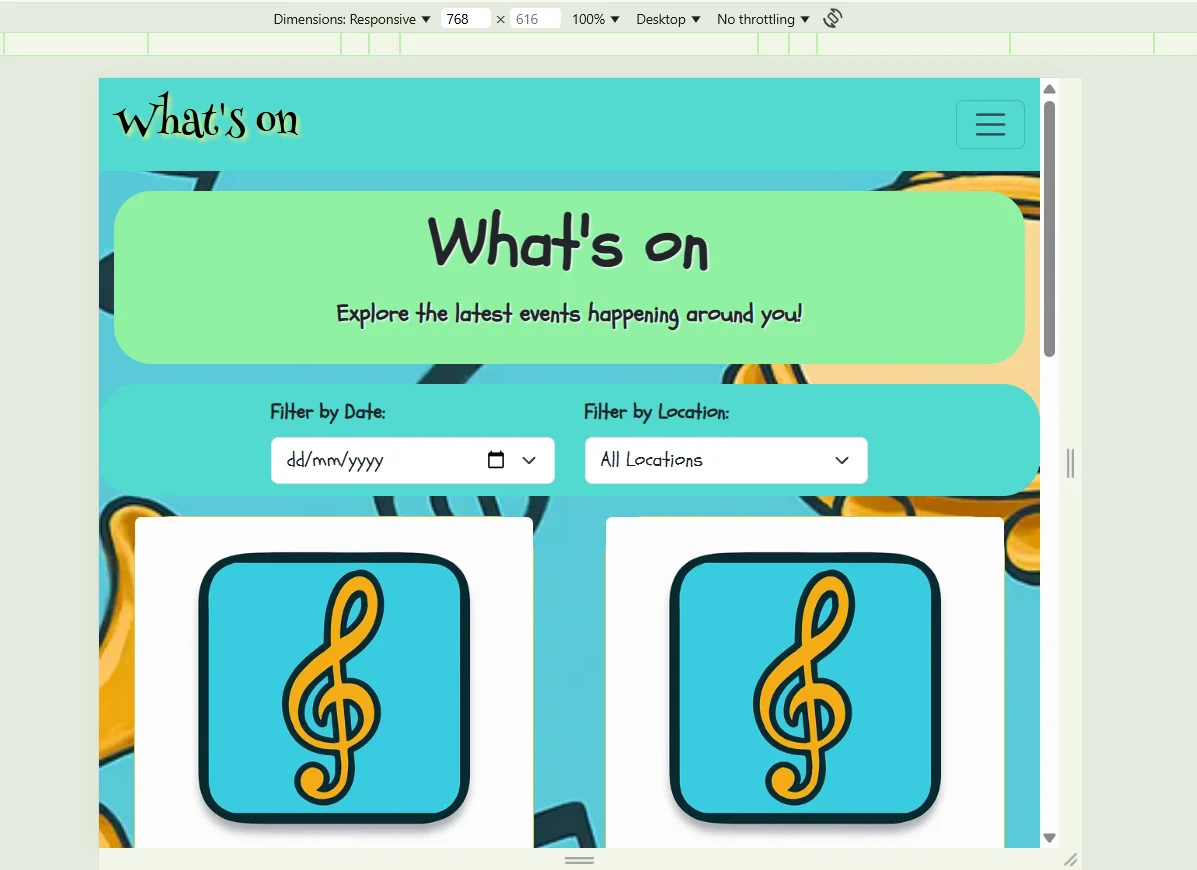 Dimensions: Responsive 768 × 616 100% Desktop No throttling
What's on
What's on
Explore the latest events happening around you!
Filter by Date: Filter by Location:
dd/mm/yyyy All Locations